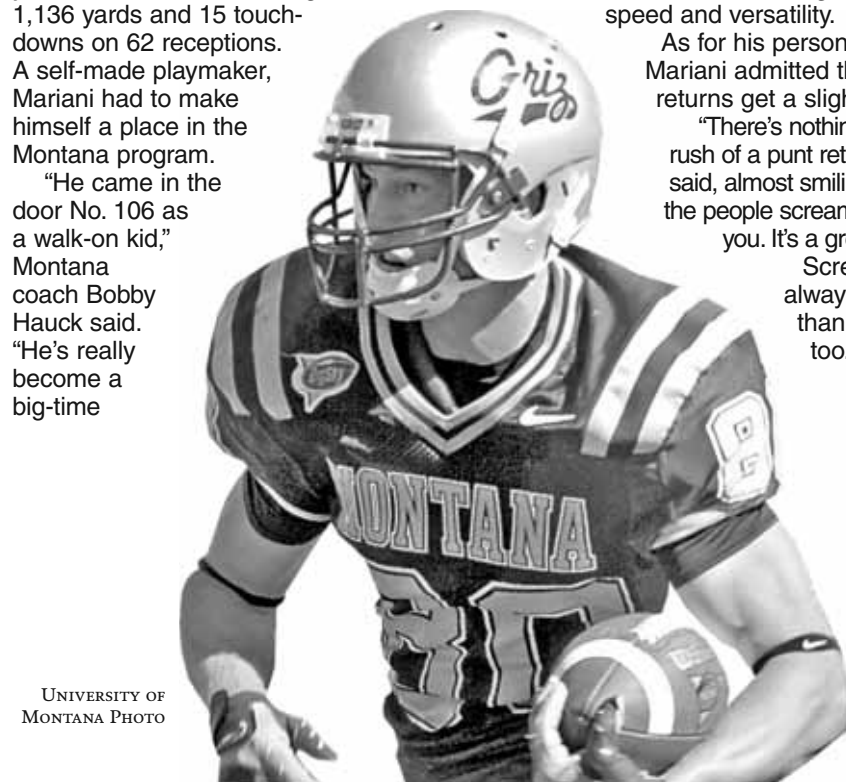 1,136 yards and 15 touch-
downs on 62 receptions.
A self-made playmaker,
Mariani had to make
himself a place in the
Montana program.
“He came in the
door No. 106 as
a walk-on kid,”
Montana
coach Bobby
Hauck said.
“He’s really
become a
big-time
speed and versatility.
As for his person
Mariani admitted th
returns get a sligh
“There’s nothin
rush of a punt ret
said, almost smili
the people scream
you. It’s a gre
Scre
alway
than
too.
Griz
MONTANA
80
8
UNIVERSITY OF
MONTANA PHOTO